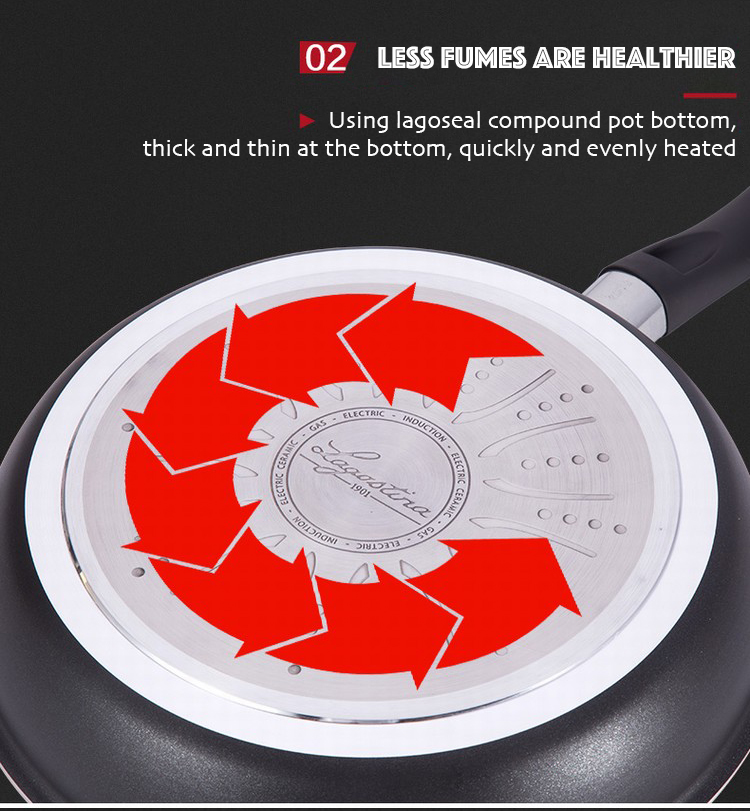 02 LESS FUMES ARE HEALTHIER
Using lagoseal compound pot bottom,
thick and thin at the bottom, quickly and evenly heated
ELECTRIC CERAMIC - GAS - ELECTRIC - INDUCTION - ELECTRIC CERAMIC - GAS - ELECTRIC - INDUCTION -
Lagostina
1901